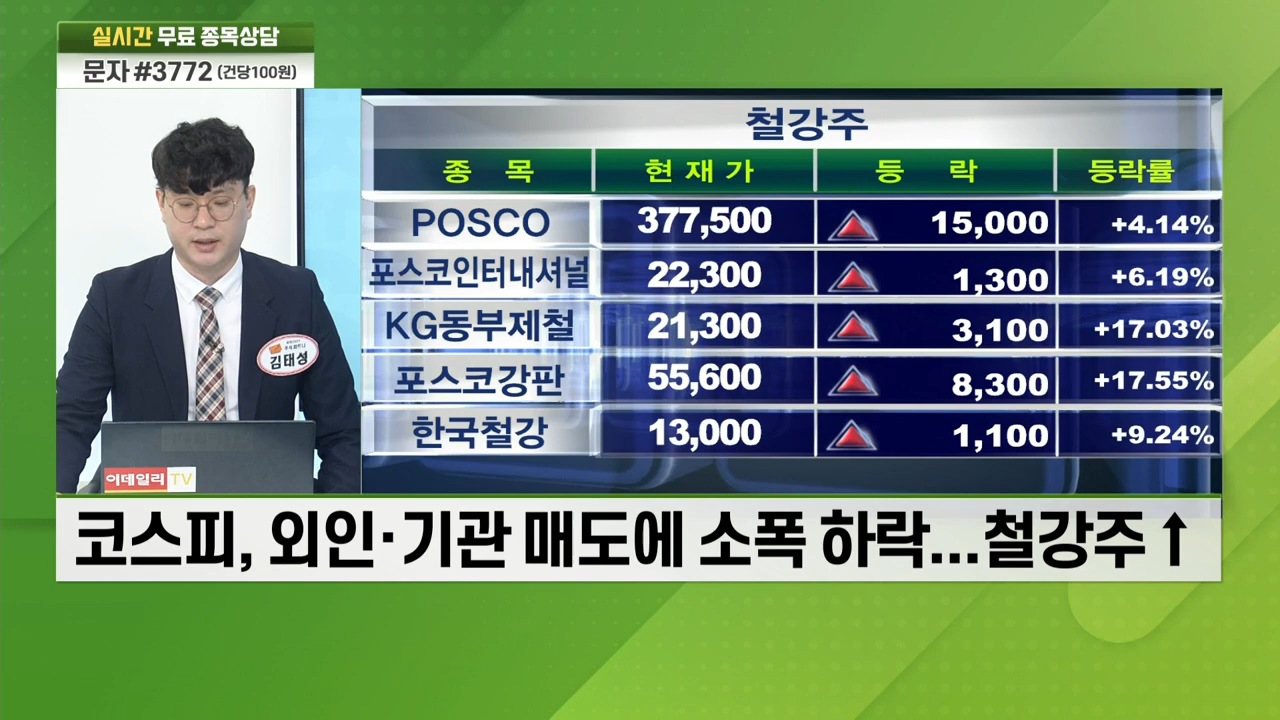 실시간 무료 종목상담
문자 #3772 (건당100원)
철강주
종 목 현 재 가 등 락 등락률
POSCO 377,500 ▲ 15,000 +4.14%
포스코인터내셔널 22,300 ▲ 1,300 +6.19%
KG동부제철 21,300 ▲ 3,100 +17.03%
포스코강판 55,600 ▲ 8,300 +17.55%
한국철강 13,000 ▲ 1,100 +9.24%
김태성
이데일리 TV
코스피, 외인·기관 매도에 소폭 하락...철강주↑